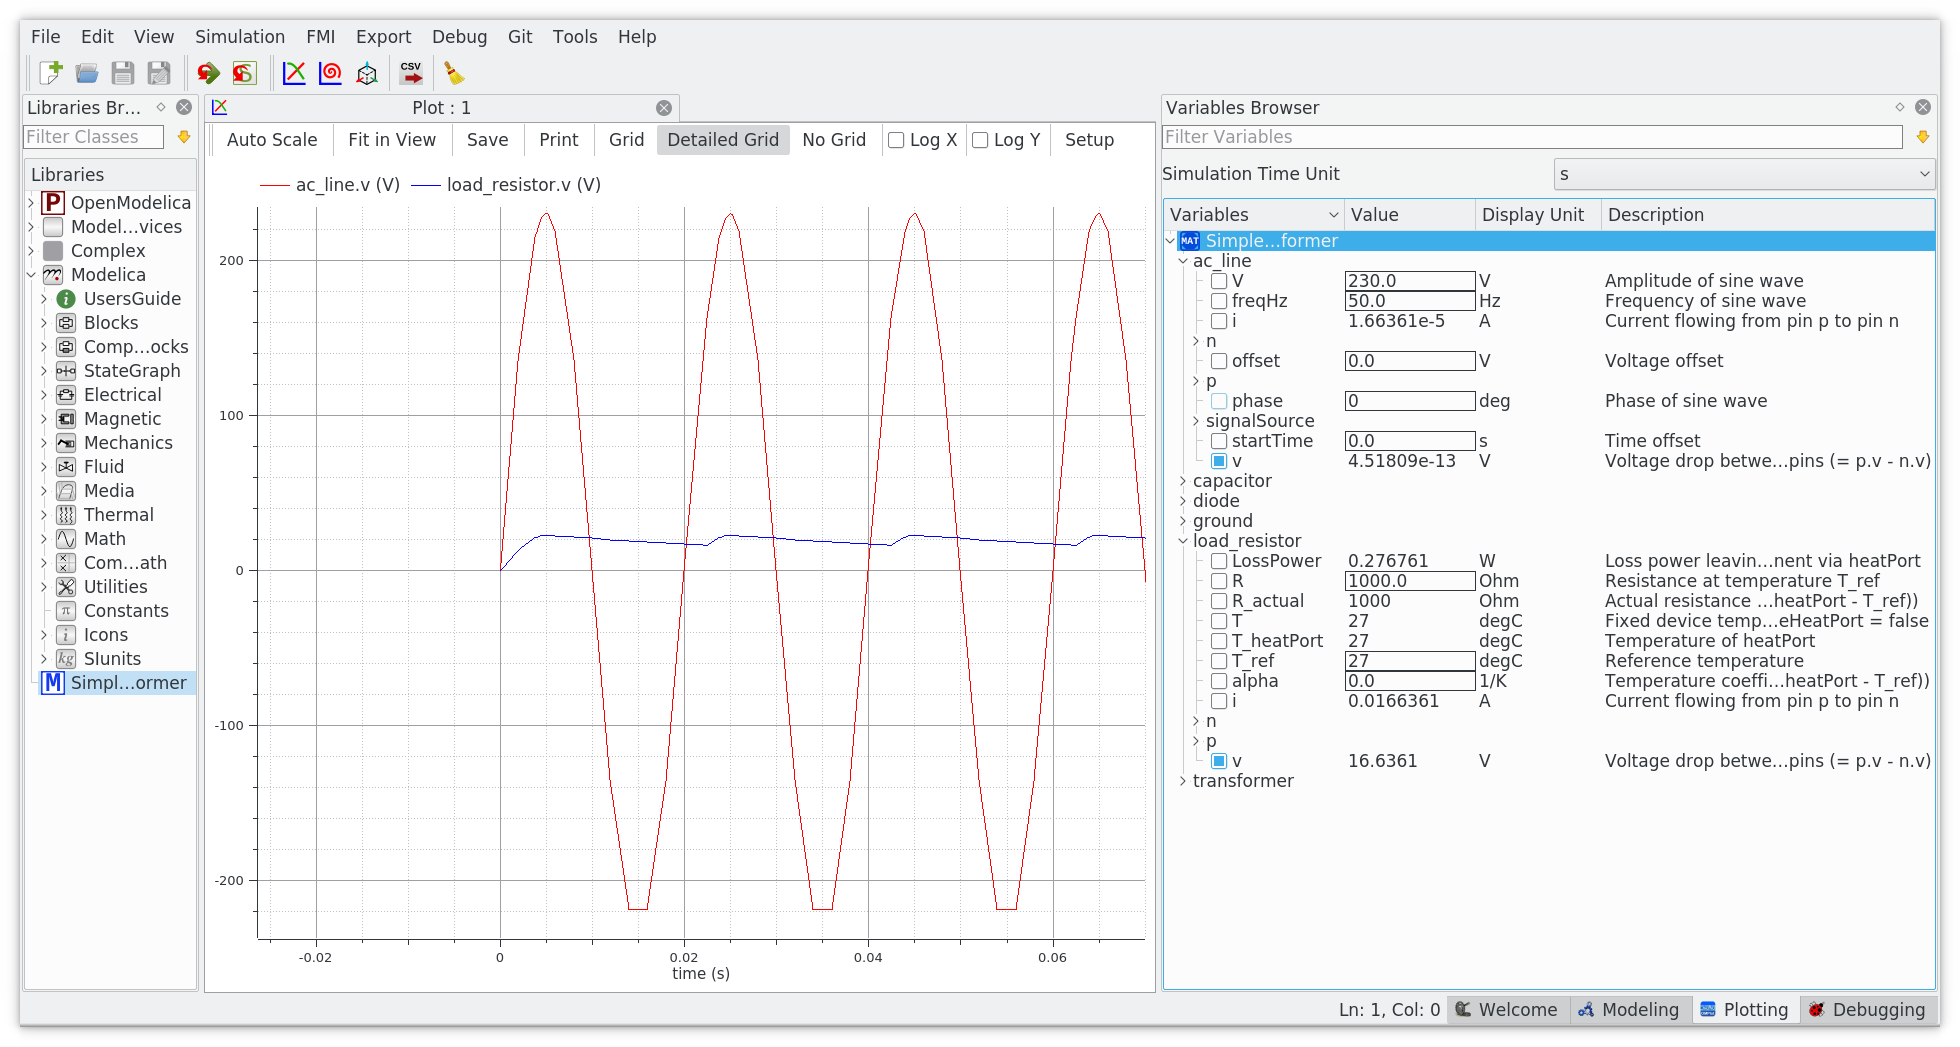 File Edit View Simulation FMI Export Debug Git Tools Help
CSV
Libraries Br...
Filter Classes
Libraries
P OpenModelica
Model...vices
Complex
Modelica
i UsersGuide
Blocks
Comp...ocks
StateGraph
Electrical
Magnetic
Mechanics
Fluid
Media
Thermal
Math
Com...ath
Utilities
π Constants
i Icons
kg SIunits
M Simpl...ormer
Plot : 1
Auto Scale Fit in View Save Print Grid Detailed Grid No Grid Log X Log Y Setup
ac_line.v (V) load_resistor.v (V)
200
100
0
-100
-200
-0.02 0 0.02 0.04 0.06
time (s)
Variables Browser
Filter Variables
Simulation Time Unit s
Variables Value Display Unit Description
MAT Simple...former
ac_line
V 230.0 V Amplitude of sine wave
freqHz 50.0 Hz Frequency of sine wave
i 1.66361e-5 A Current flowing from pin p to pin n
n
offset 0.0 V Voltage offset
p
phase 0 deg Phase of sine wave
signalSource
startTime 0.0 s Time offset
v 4.51809e-13 V Voltage drop betwe...pins (= p.v - n.v)
capacitor
diode
ground
load_resistor
LossPower 0.276761 W Loss power leavin...nent via heatPort
R 1000.0 Ohm Resistance at temperature T_ref
R_actual 1000 Ohm Actual resistance ...heatPort - T_ref))
T 27 degC Fixed device temp...eHeatPort = false
T_heatPort 27 degC Temperature of heatPort
T_ref 27 degC Reference temperature
alpha 0.0 1/K Temperature coeffi...heatPort - T_ref))
i 0.0166361 A Current flowing from pin p to pin n
n
p
v 16.6361 V Voltage drop betwe...pins (= p.v - n.v)
transformer
Ln: 1, Col: 0 Welcome Modeling Plotting Debugging